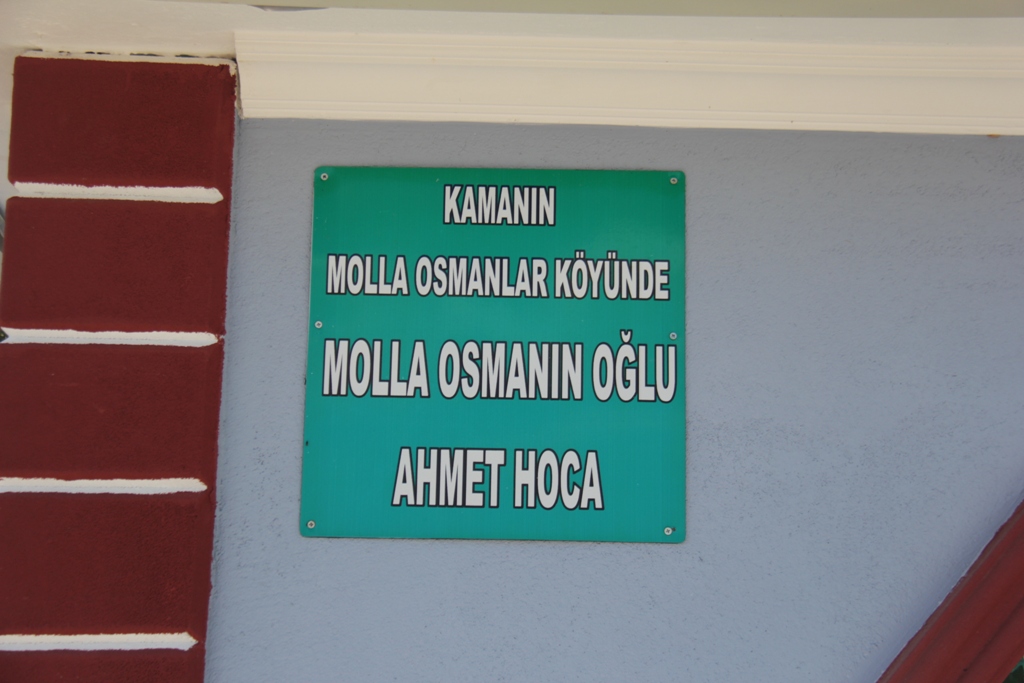 KAMANIN
MOLLA OSMANLAR KÖYÜNDE
MOLLA OSMANIN OĞLU
AHMET HOCA